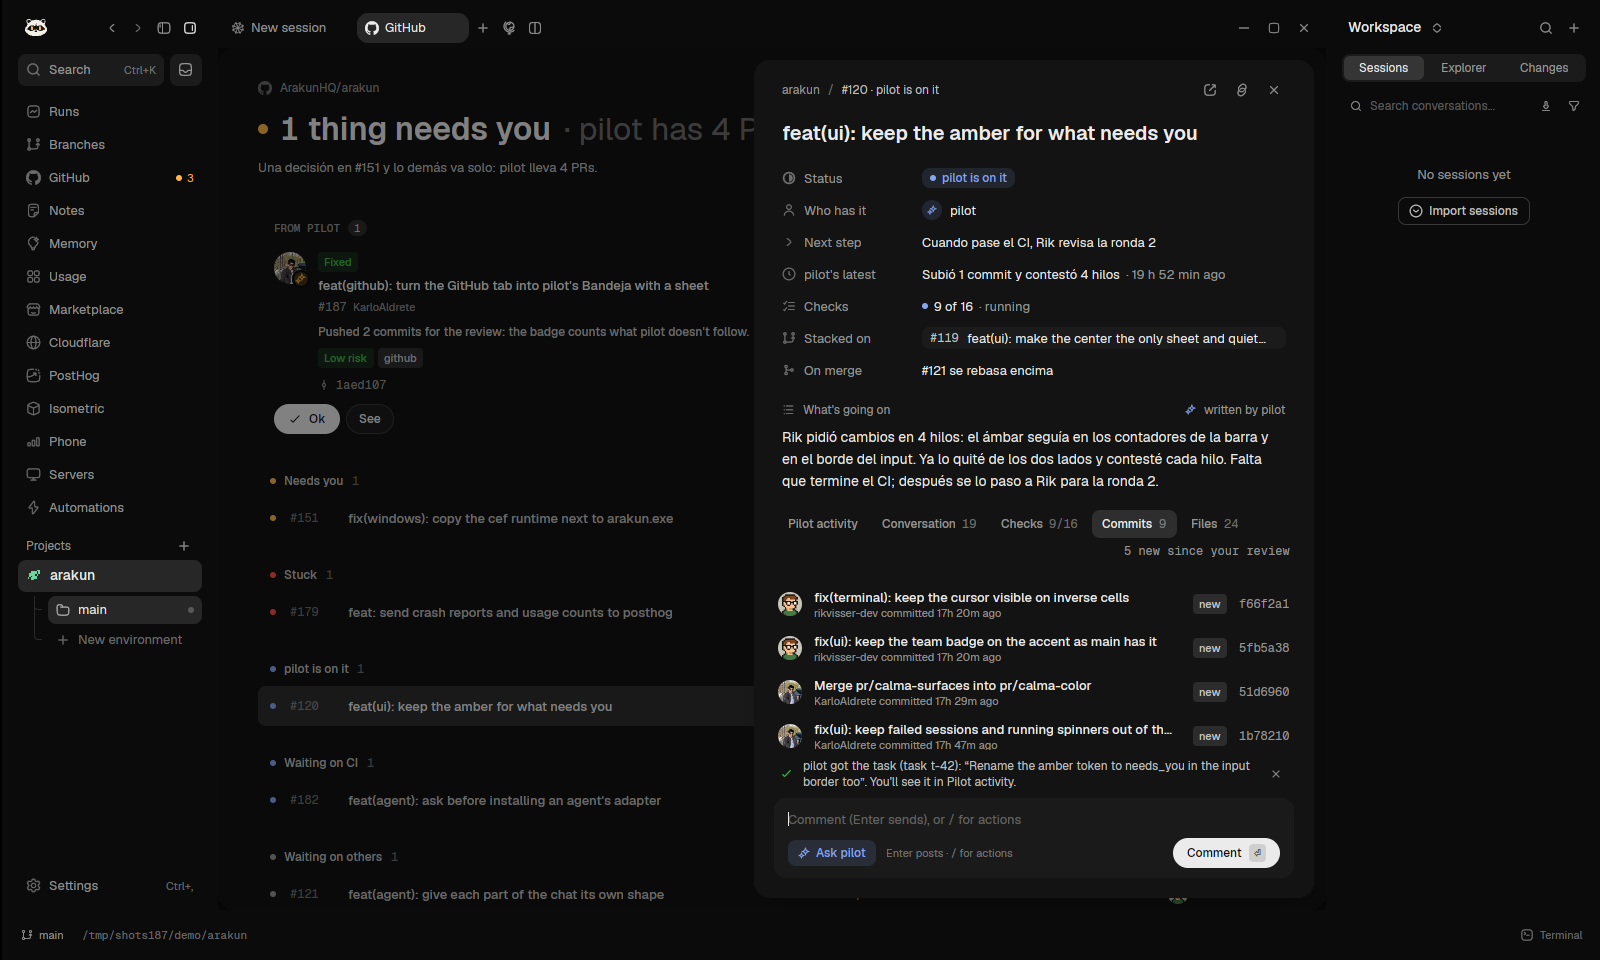 New session
GitHub
Workspace
Search
Ctrl+K
Runs
Branches
GitHub
3
Notes
Memory
Usage
Marketplace
Cloudflare
PostHog
Isometric
Phone
Servers
Automations
Projects
arakun
main
New environment
Settings
Ctrl+,
main
/tmp/shots187/demo/arakun
ArakunHQ/arakun
1 thing needs you · pilot has 4 P
Una decisión en #151 y lo demás va solo: pilot lleva 4 PRs.
FROM PILOT 1
Fixed
feat(github): turn the GitHub tab into pilot's Bandeja with a sheet
#187 KarloAldrete
Pushed 2 commits for the review: the badge counts what pilot doesn't follow.
Low risk github
1aed107
Ok
See
Needs you 1
#151 fix(windows): copy the cef runtime next to arakun.exe
Stuck 1
#179 feat: send crash reports and usage counts to posthog
pilot is on it 1
#120 feat(ui): keep the amber for what needs you
Waiting on CI 1
#182 feat(agent): ask before installing an agent's adapter
Waiting on others 1
#121 feat(agent): give each part of the chat its own shape
arakun / #120 · pilot is on it
feat(ui): keep the amber for what needs you
Status pilot is on it
Who has it pilot
Next step Cuando pase el CI, Rik revisa la ronda 2
pilot's latest Subió 1 commit y contestó 4 hilos · 19 h 52 min ago
Checks 9 of 16 · running
Stacked on #119 feat(ui): make the center the only sheet and quiet...
On merge #121 se rebasa encima
What's going on
written by pilot
Rik pidió cambios en 4 hilos: el ámbar seguía en los contadores de la barra y
en el borde del input. Ya lo quité de los dos lados y contesté cada hilo. Falta
que termine el CI; después se lo paso a Rik para la ronda 2.
Pilot activity Conversation 19 Checks 9/16 Commits 9 Files 24
5 new since your review
fix(terminal): keep the cursor visible on inverse cells
rikvisser-dev committed 17h 20m ago
new f66f2a1
fix(ui): keep the team badge on the accent as main has it
rikvisser-dev committed 17h 20m ago
new 5fb5a38
Merge pr/calma-surfaces into pr/calma-color
KarloAldrete committed 17h 29m ago
new 51d6960
fix(ui): keep failed sessions and running spinners out of th...
KarloAldrete committed 17h 47m ago
new 1b78210
pilot got the task (task t-42): “Rename the amber token to needs_you in the input
border too”. You'll see it in Pilot activity.
Comment (Enter sends), or / for actions
Ask pilot
Enter posts · / for actions
Comment
Sessions
Explorer
Changes
Search conversations...
No sessions yet
Import sessions
Terminal